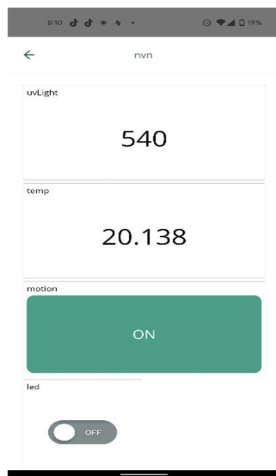 8:10 19%
nvn
uvLight
540
temp
20.138
motion
ON
led
OFF